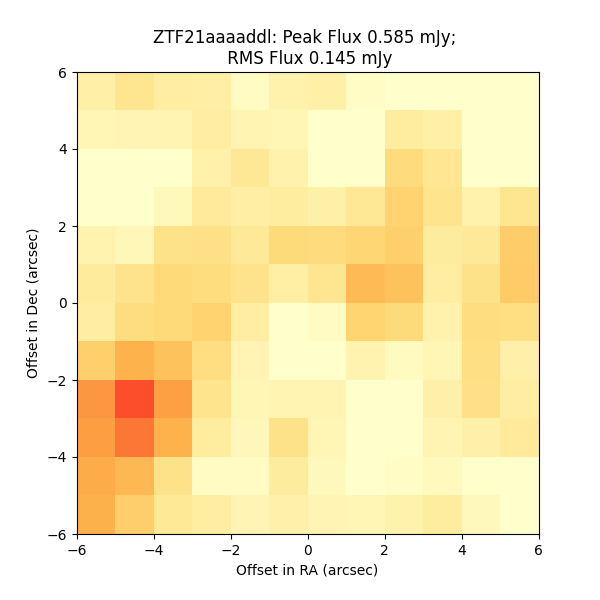 ZTF21aaaaddl: Peak Flux 0.585 mJy;
RMS Flux 0.145 mJy
6
4
2
0
−2
−4
−6
Offset in Dec (arcsec)
−6 −4 −2 0 2 4 6
Offset in RA (arcsec)